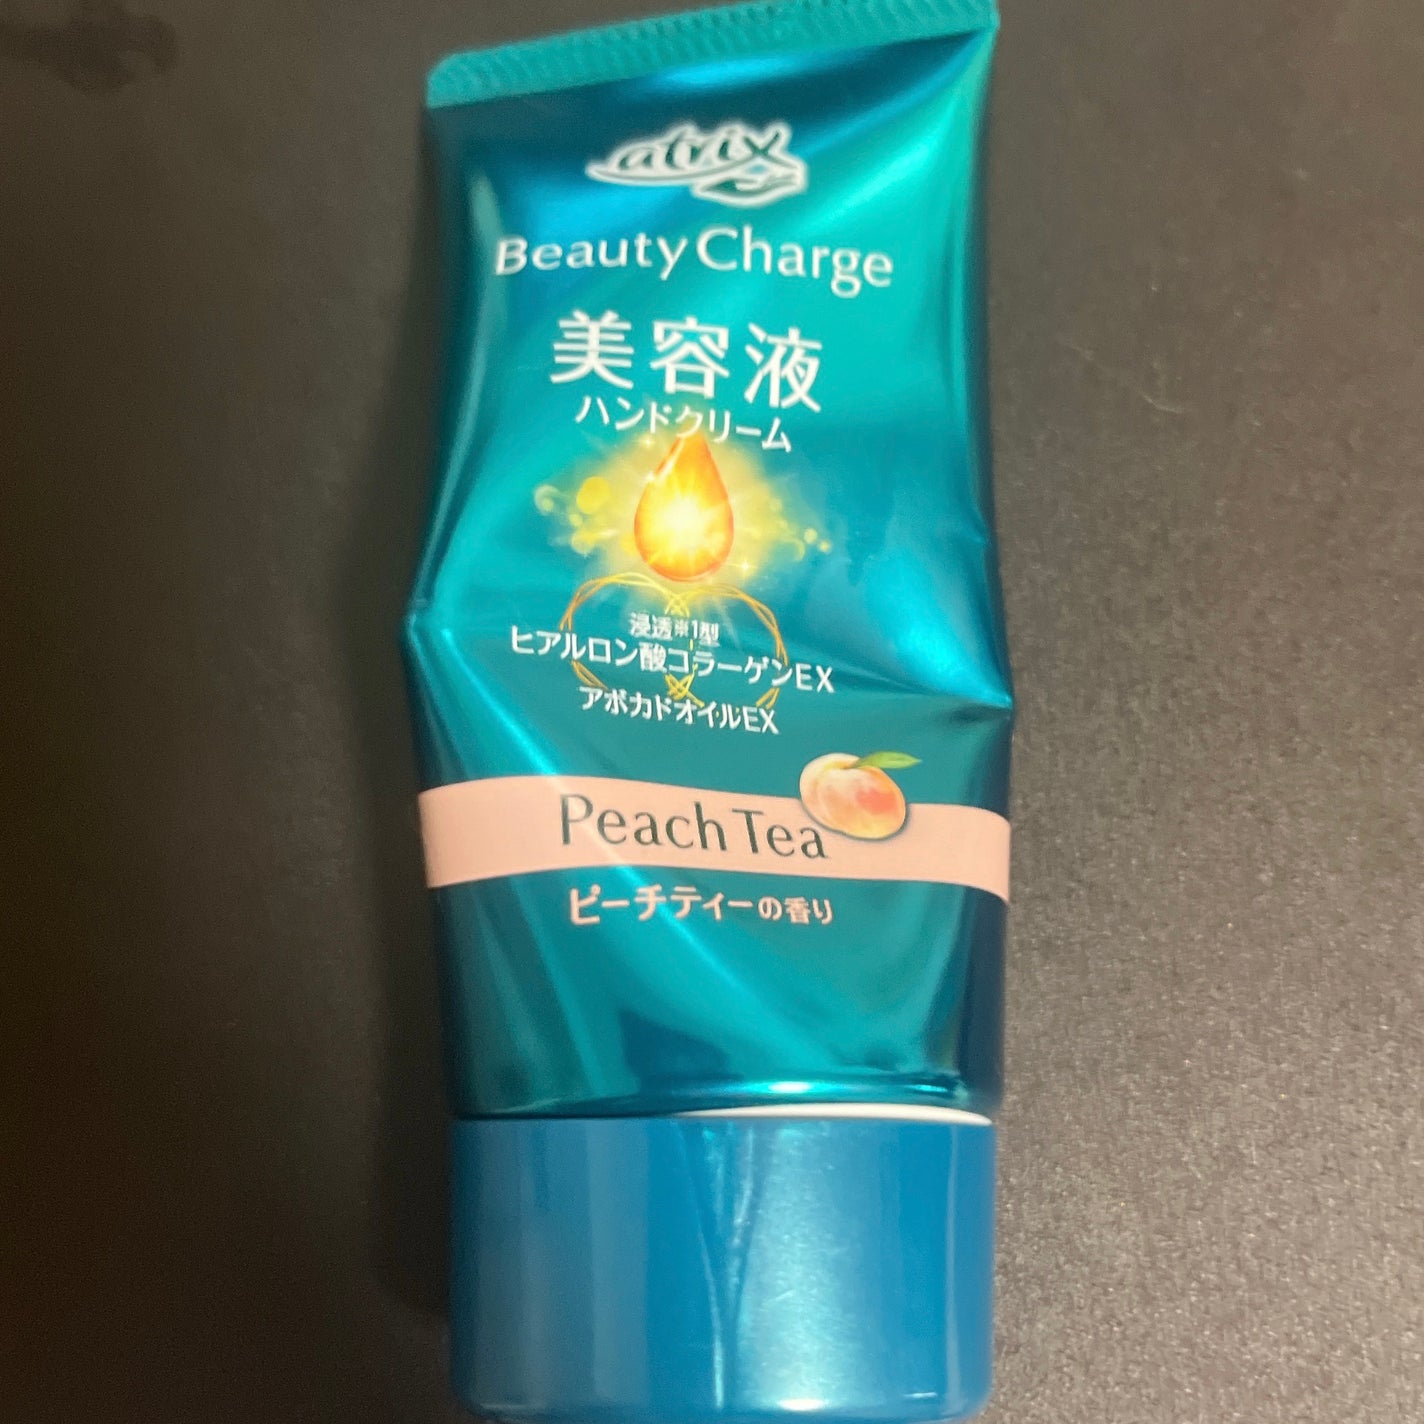 atrix
Beauty Charge
美容液
ハンドクリーム
浸透※1型
ヒアルロン酸コラーゲンEX
アボカドオイルEX
Peach Tea
ピーチティーの香り